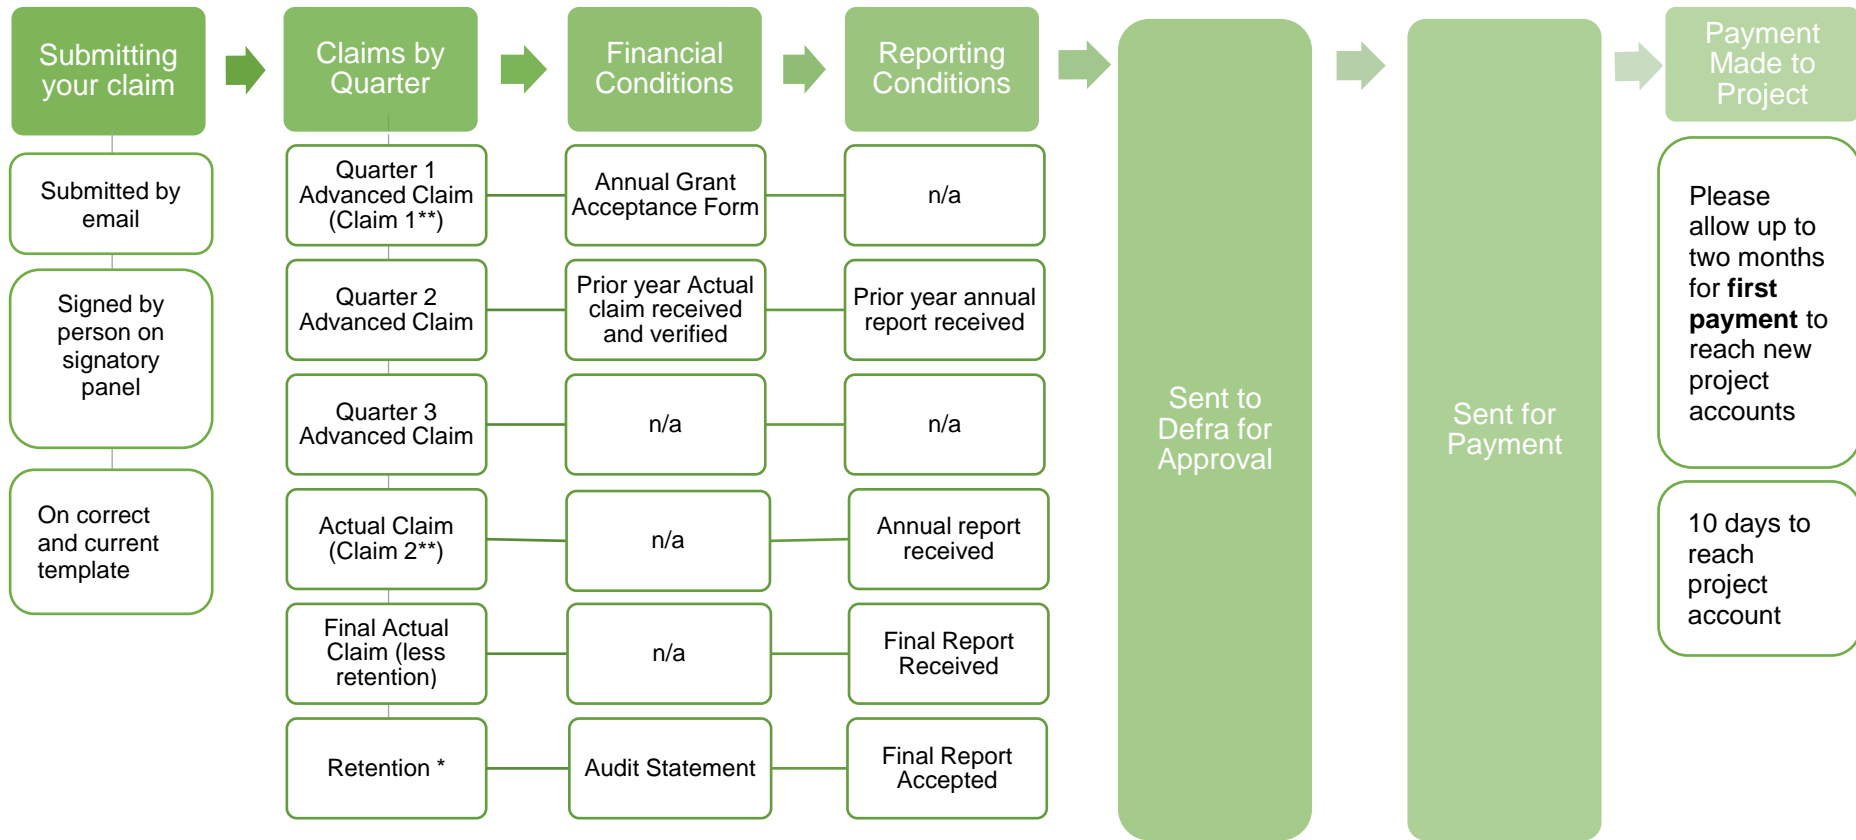 Submitting
your claim
Claims by
Quarter
Financial
Conditions
Reporting
Conditions
Payment
Made to
Project
Submitted by
email
Signed by
person on
signatory
panel
On correct
and current
template
Quarter 1
Advanced Claim
(Claim 1**)
Annual Grant
Acceptance Form
n/a
Quarter 2
Advanced Claim
Prior year Actual
claim received
and verified
Prior year annual
report received
Quarter 3
Advanced Claim
n/a
n/a
Actual Claim
(Claim 2**)
n/a
Annual report
received
Final Actual
Claim (less
retention)
n/a
Final Report
Received
Retention *
Audit Statement
Final Report
Accepted
Sent to
Defra for
Approval
Sent for
Payment
Please
allow up to
two months
for first
payment to
reach new
project
accounts
10 days to
reach
project
account